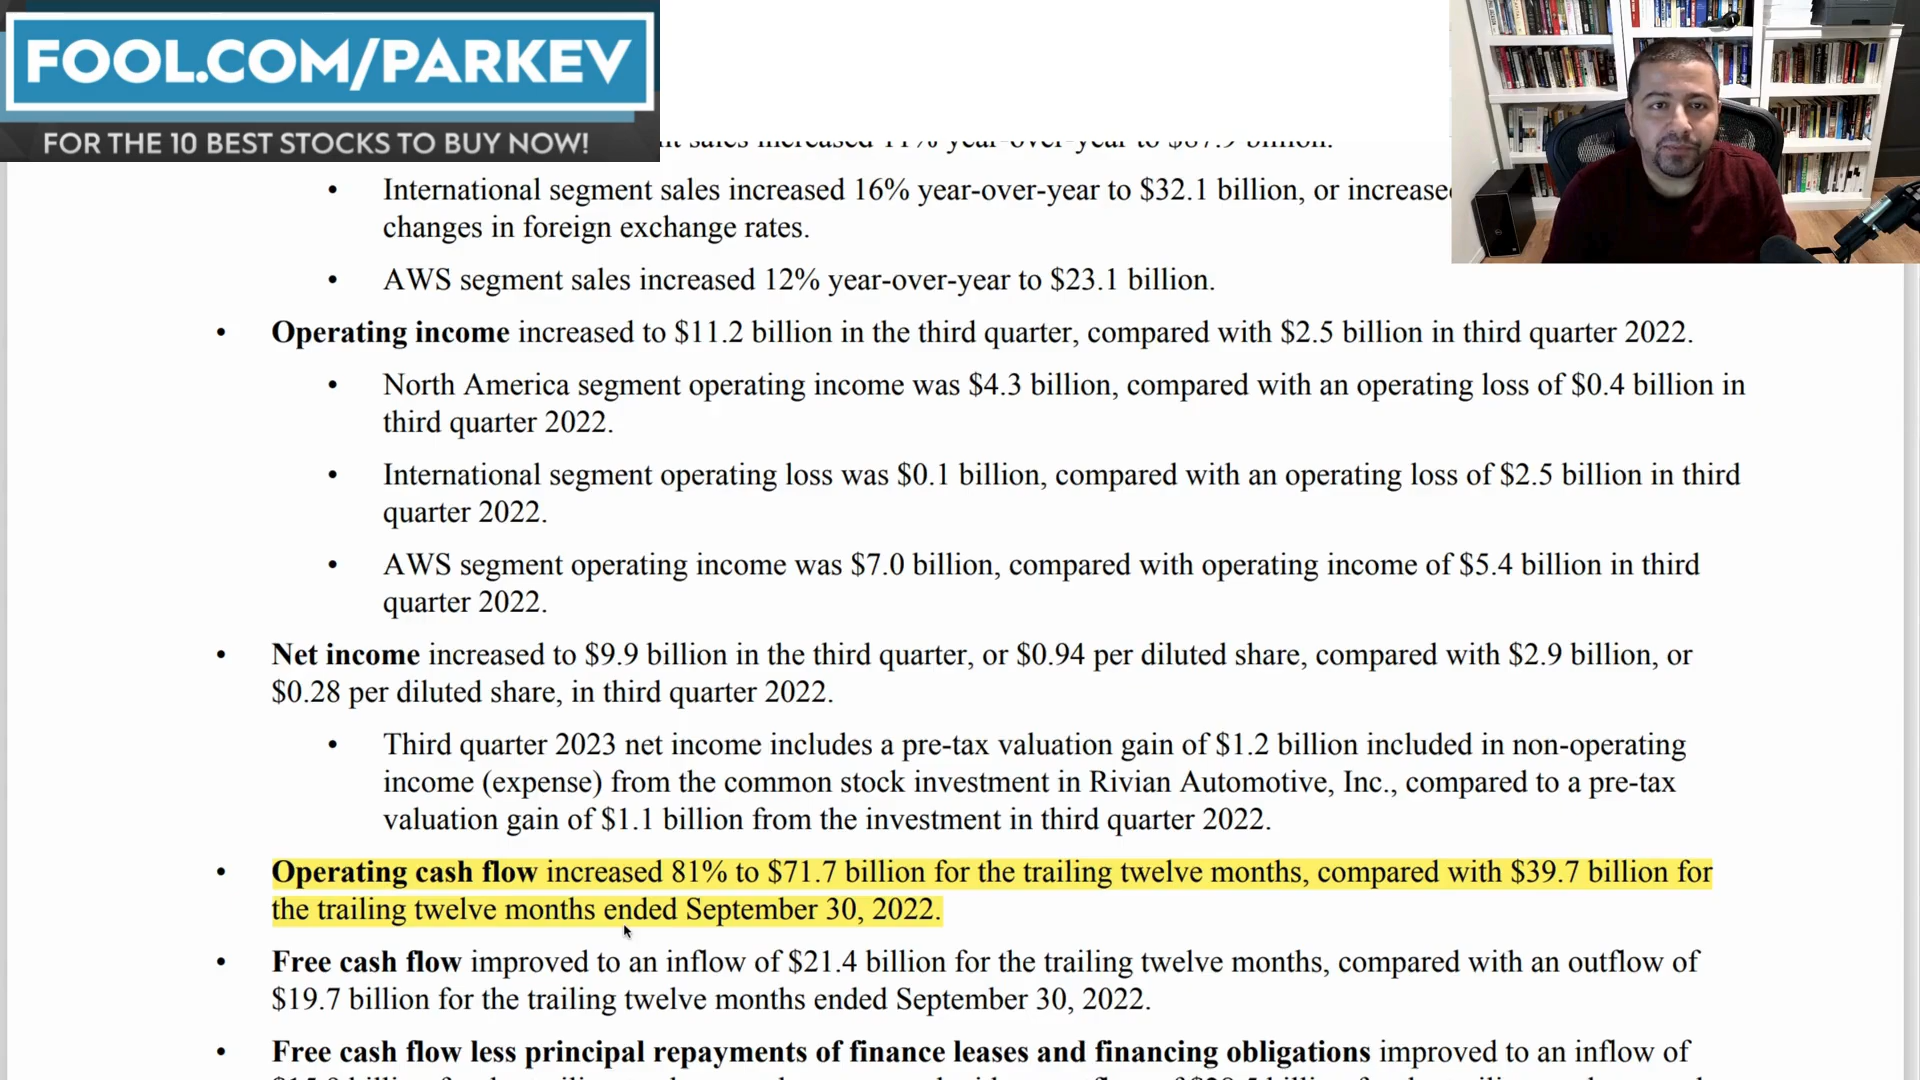 FOOL.COM/PARKEV
FOR THE 10 BEST STOCKS TO BUY NOW!
nt sales increased 11% year-over-year to $87.9 billion.
• International segment sales increased 16% year-over-year to $32.1 billion, or increased
changes in foreign exchange rates.
• AWS segment sales increased 12% year-over-year to $23.1 billion.
• Operating income increased to $11.2 billion in the third quarter, compared with $2.5 billion in third quarter 2022.
• North America segment operating income was $4.3 billion, compared with an operating loss of $0.4 billion in
third quarter 2022.
• International segment operating loss was $0.1 billion, compared with an operating loss of $2.5 billion in third
quarter 2022.
• AWS segment operating income was $7.0 billion, compared with operating income of $5.4 billion in third
quarter 2022.
• Net income increased to $9.9 billion in the third quarter, or $0.94 per diluted share, compared with $2.9 billion, or
$0.28 per diluted share, in third quarter 2022.
• Third quarter 2023 net income includes a pre-tax valuation gain of $1.2 billion included in non-operating
income (expense) from the common stock investment in Rivian Automotive, Inc., compared to a pre-tax
valuation gain of $1.1 billion from the investment in third quarter 2022.
• Operating cash flow increased 81% to $71.7 billion for the trailing twelve months, compared with $39.7 billion for
the trailing twelve months ended September 30, 2022.
• Free cash flow improved to an inflow of $21.4 billion for the trailing twelve months, compared with an outflow of
$19.7 billion for the trailing twelve months ended September 30, 2022.
• Free cash flow less principal repayments of finance leases and financing obligations improved to an inflow of